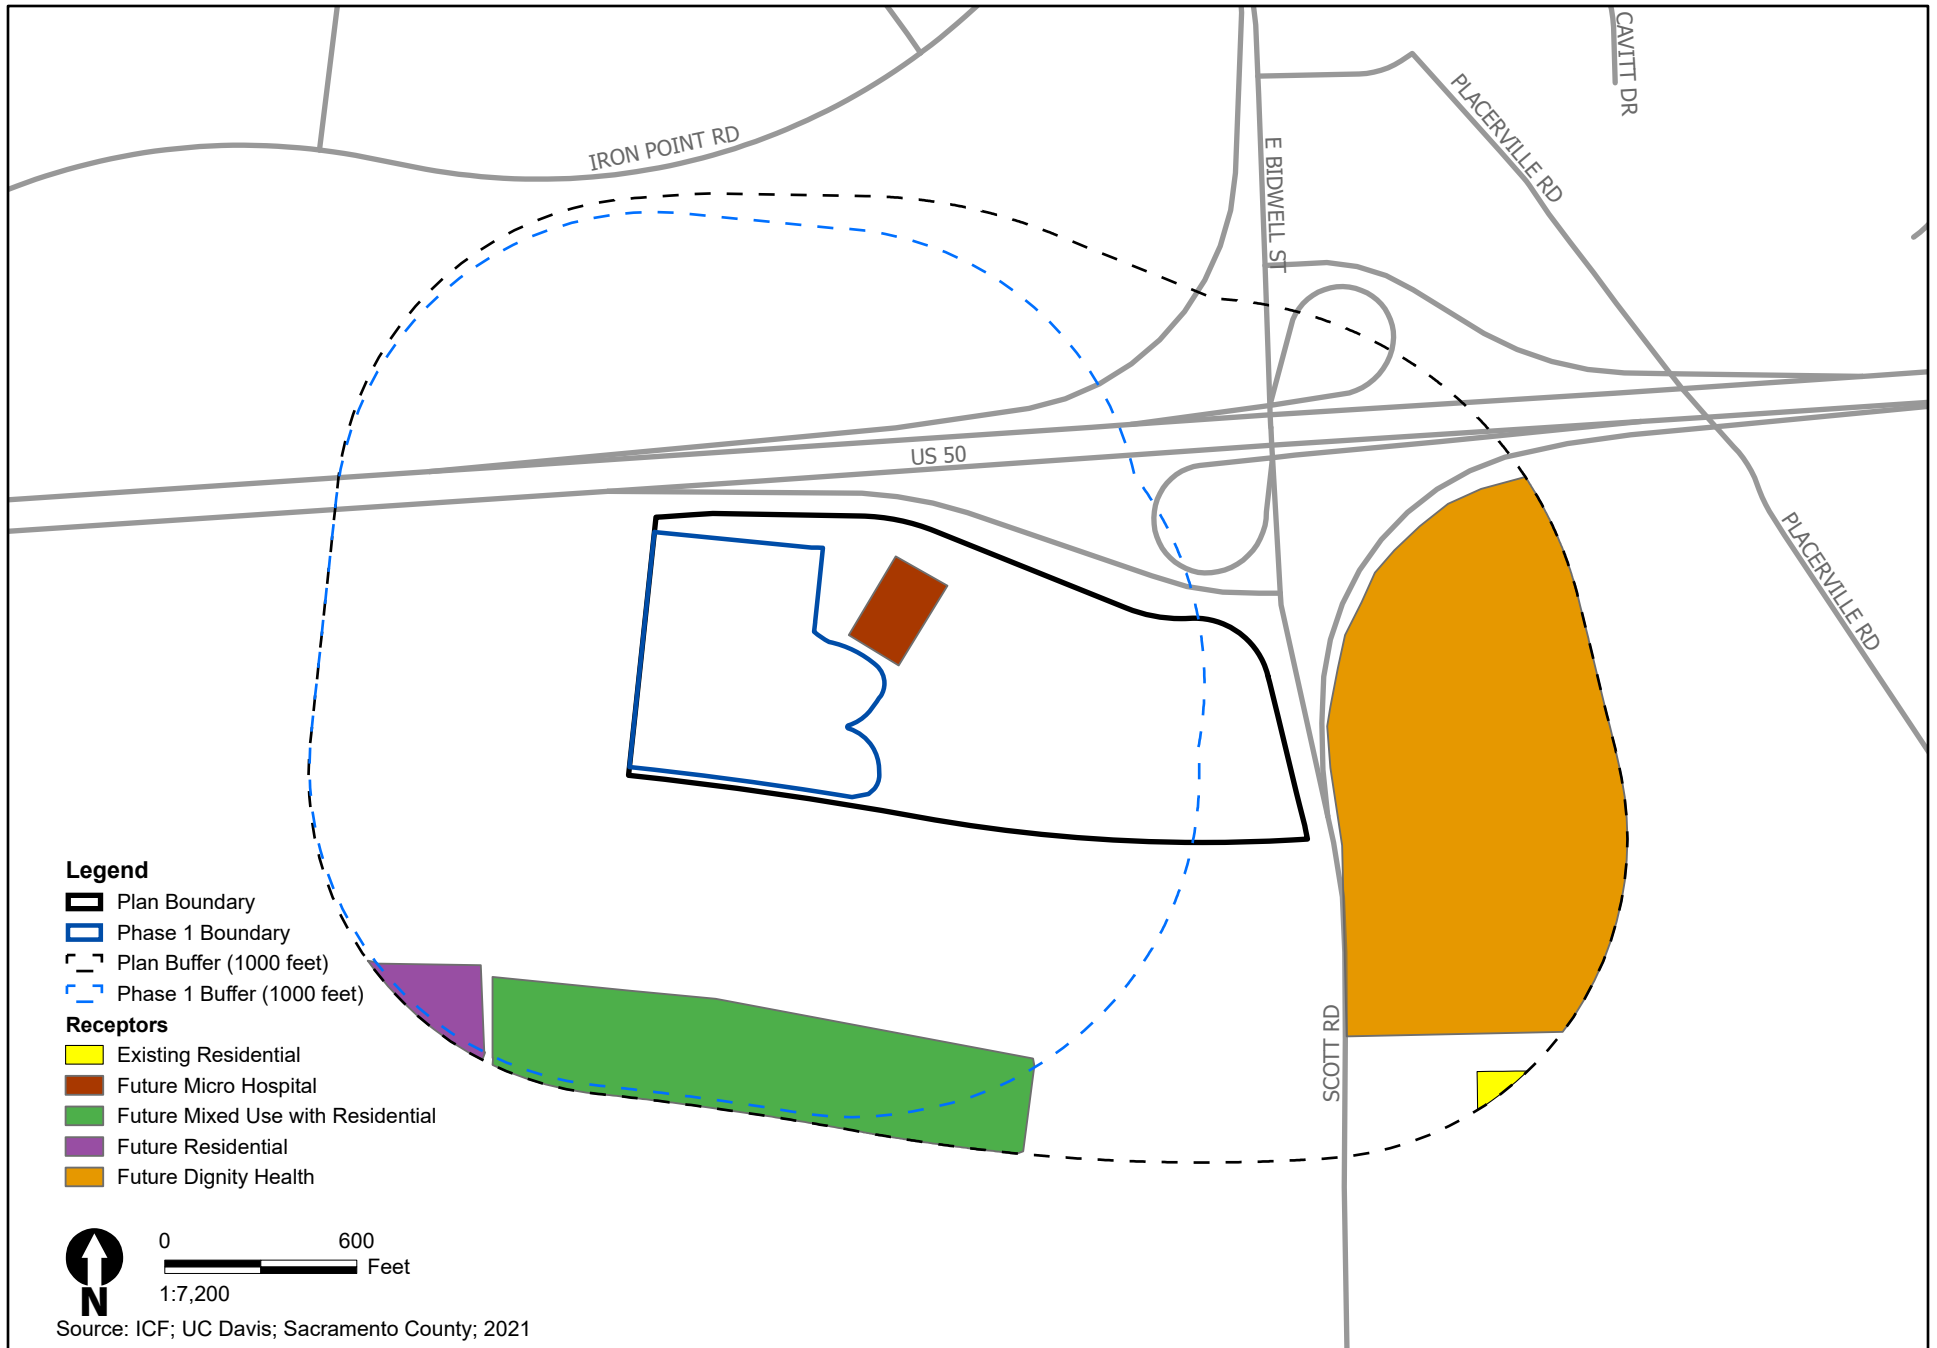 CAVITT DR
PLACERVILLE RD
IRON POINT RD
E BIDWELL ST
US 50
PLACERVILLE RD
SCOTT RD
Legend
Plan Boundary
Phase 1 Boundary
Plan Buffer (1000 feet)
Phase 1 Buffer (1000 feet)
Receptors
Existing Residential
Future Micro Hospital
Future Mixed Use with Residential
Future Residential
Future Dignity Health
0 600
Feet
1:7,200
N
Source: ICF; UC Davis; Sacramento County; 2021